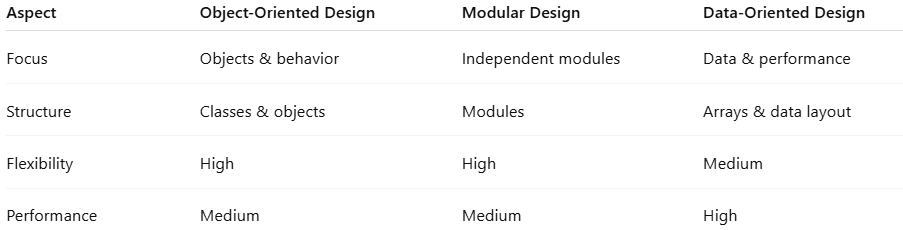 Aspect Object-Oriented Design Modular Design Data-Oriented Design
Focus Objects & behavior Independent modules Data & performance
Structure Classes & objects Modules Arrays & data layout
Flexibility High High Medium
Performance Medium Medium High